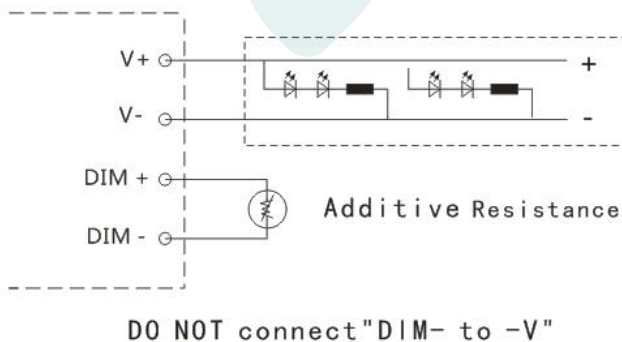 V+
+
V-
-
DIM +
Additive Resistance
DIM -
DO NOT connect"DIM- to -V"